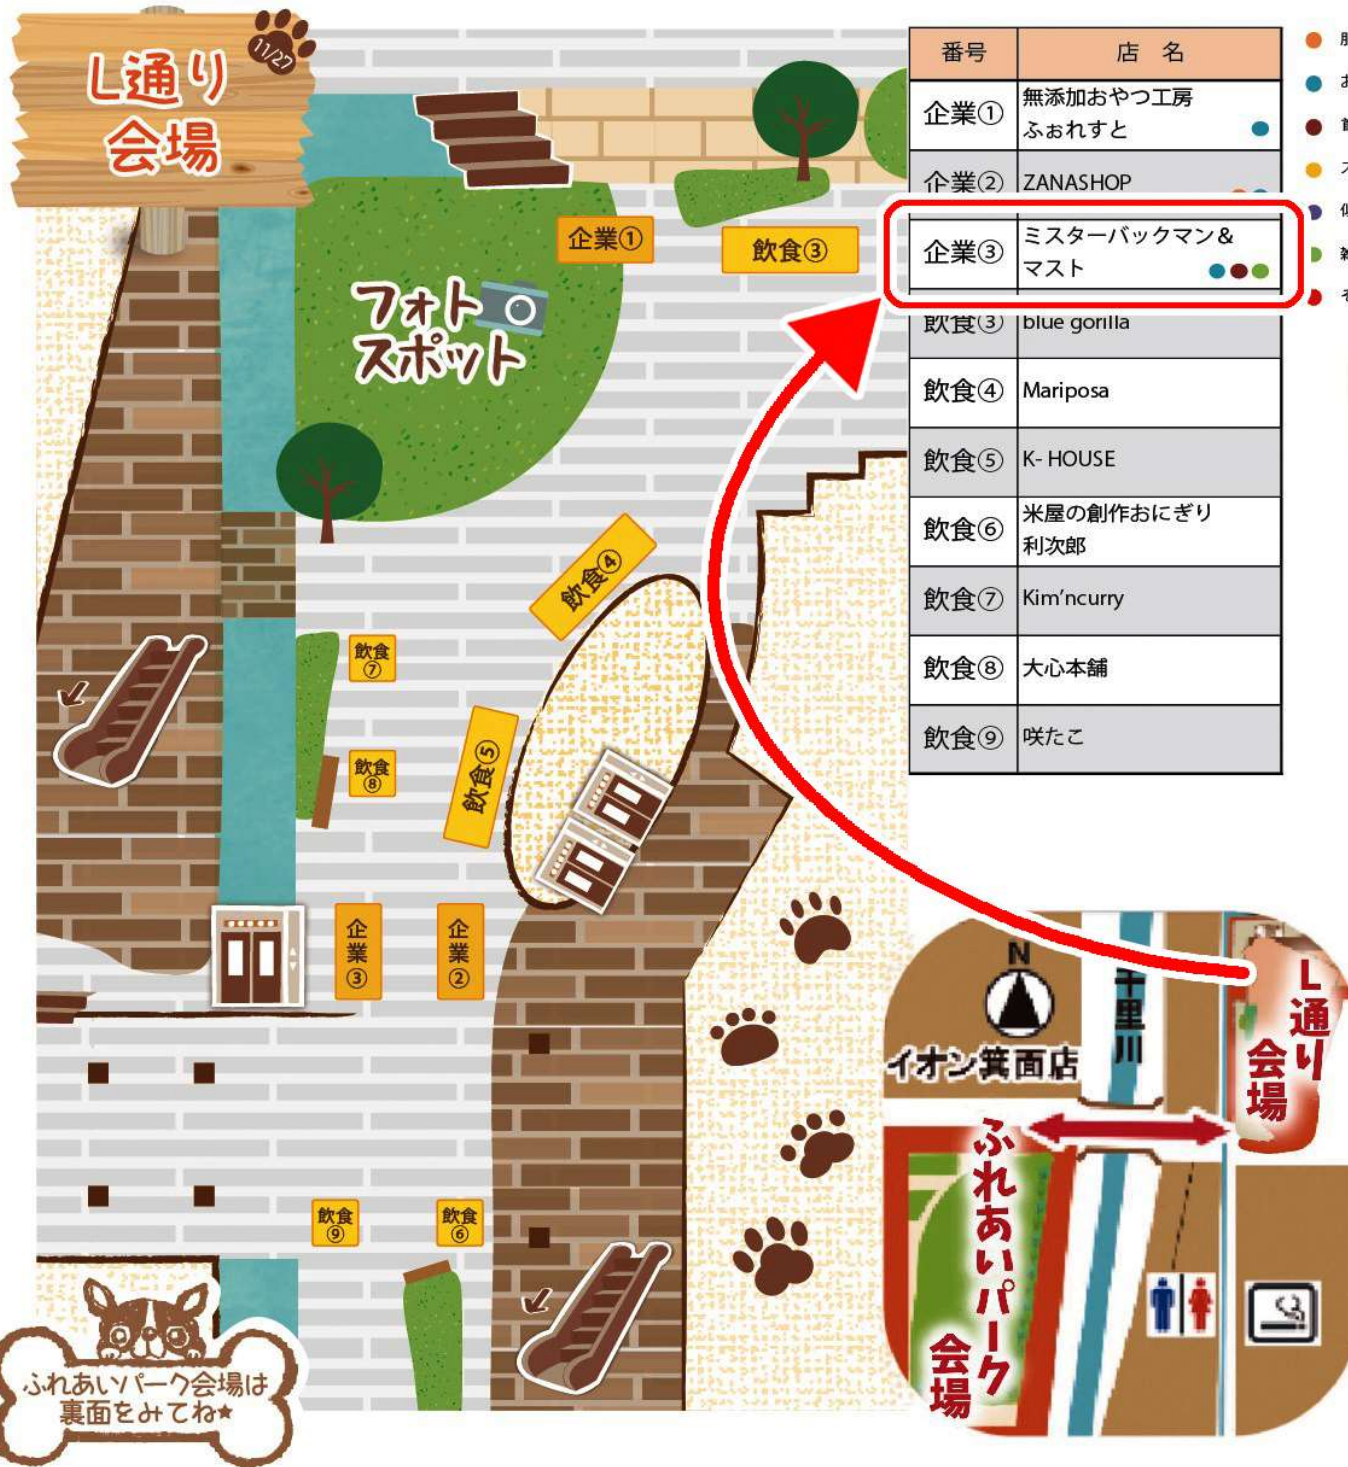 L通り
会場
11/27
企業①
飲食③
フォト
スポット
飲食④
飲食
⑦
飲食
⑧
飲食⑤
企業③
企業②
飲食
⑨
飲食
⑥
ふれあいパーク会場は
裏面をみてね★
番号 店 名
企業① 無添加おやつ工房
ふぉれすと
企業② ZANASHOP
企業③ ミスターバックマン＆
マスト
飲食③ blue gorilla
飲食④ Mariposa
飲食⑤ K- HOUSE
飲食⑥ 米屋の創作おにぎり
利次郎
飲食⑦ Kim'ncurry
飲食⑧ 大心本舗
飲食⑨ 咲たこ
N
イオン箕面店
千里川
L通り
会場
ふれあいパーク
会場